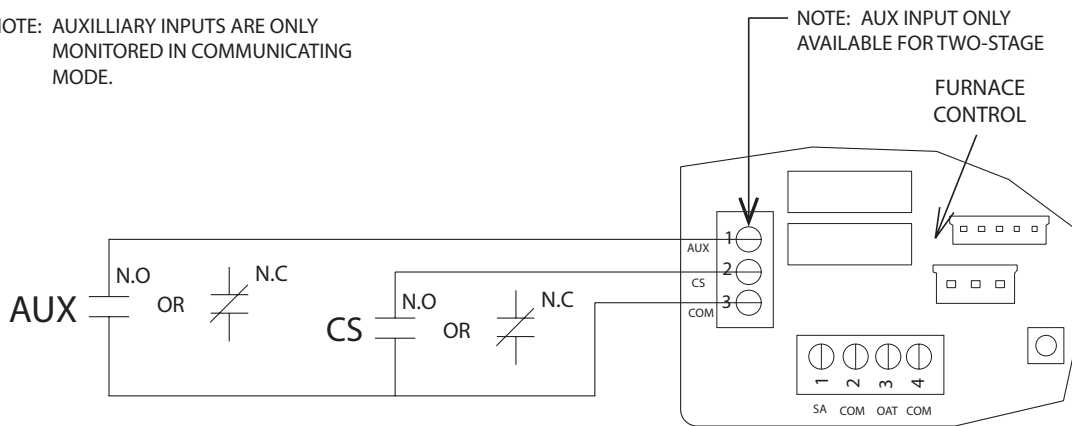 NOTE: AUXILLIARY INPUTS ARE ONLY
MONITORED IN COMMUNICATING
MODE.
NOTE: AUX INPUT ONLY
AVAILABLE FOR TWO-STAGE
FURNACE
CONTROL
1
AUX
2
CS
3
COM
N.O
N.C
AUX
OR
N.O
N.C
CS
OR
1 2 3 4
SA COM OAT COM